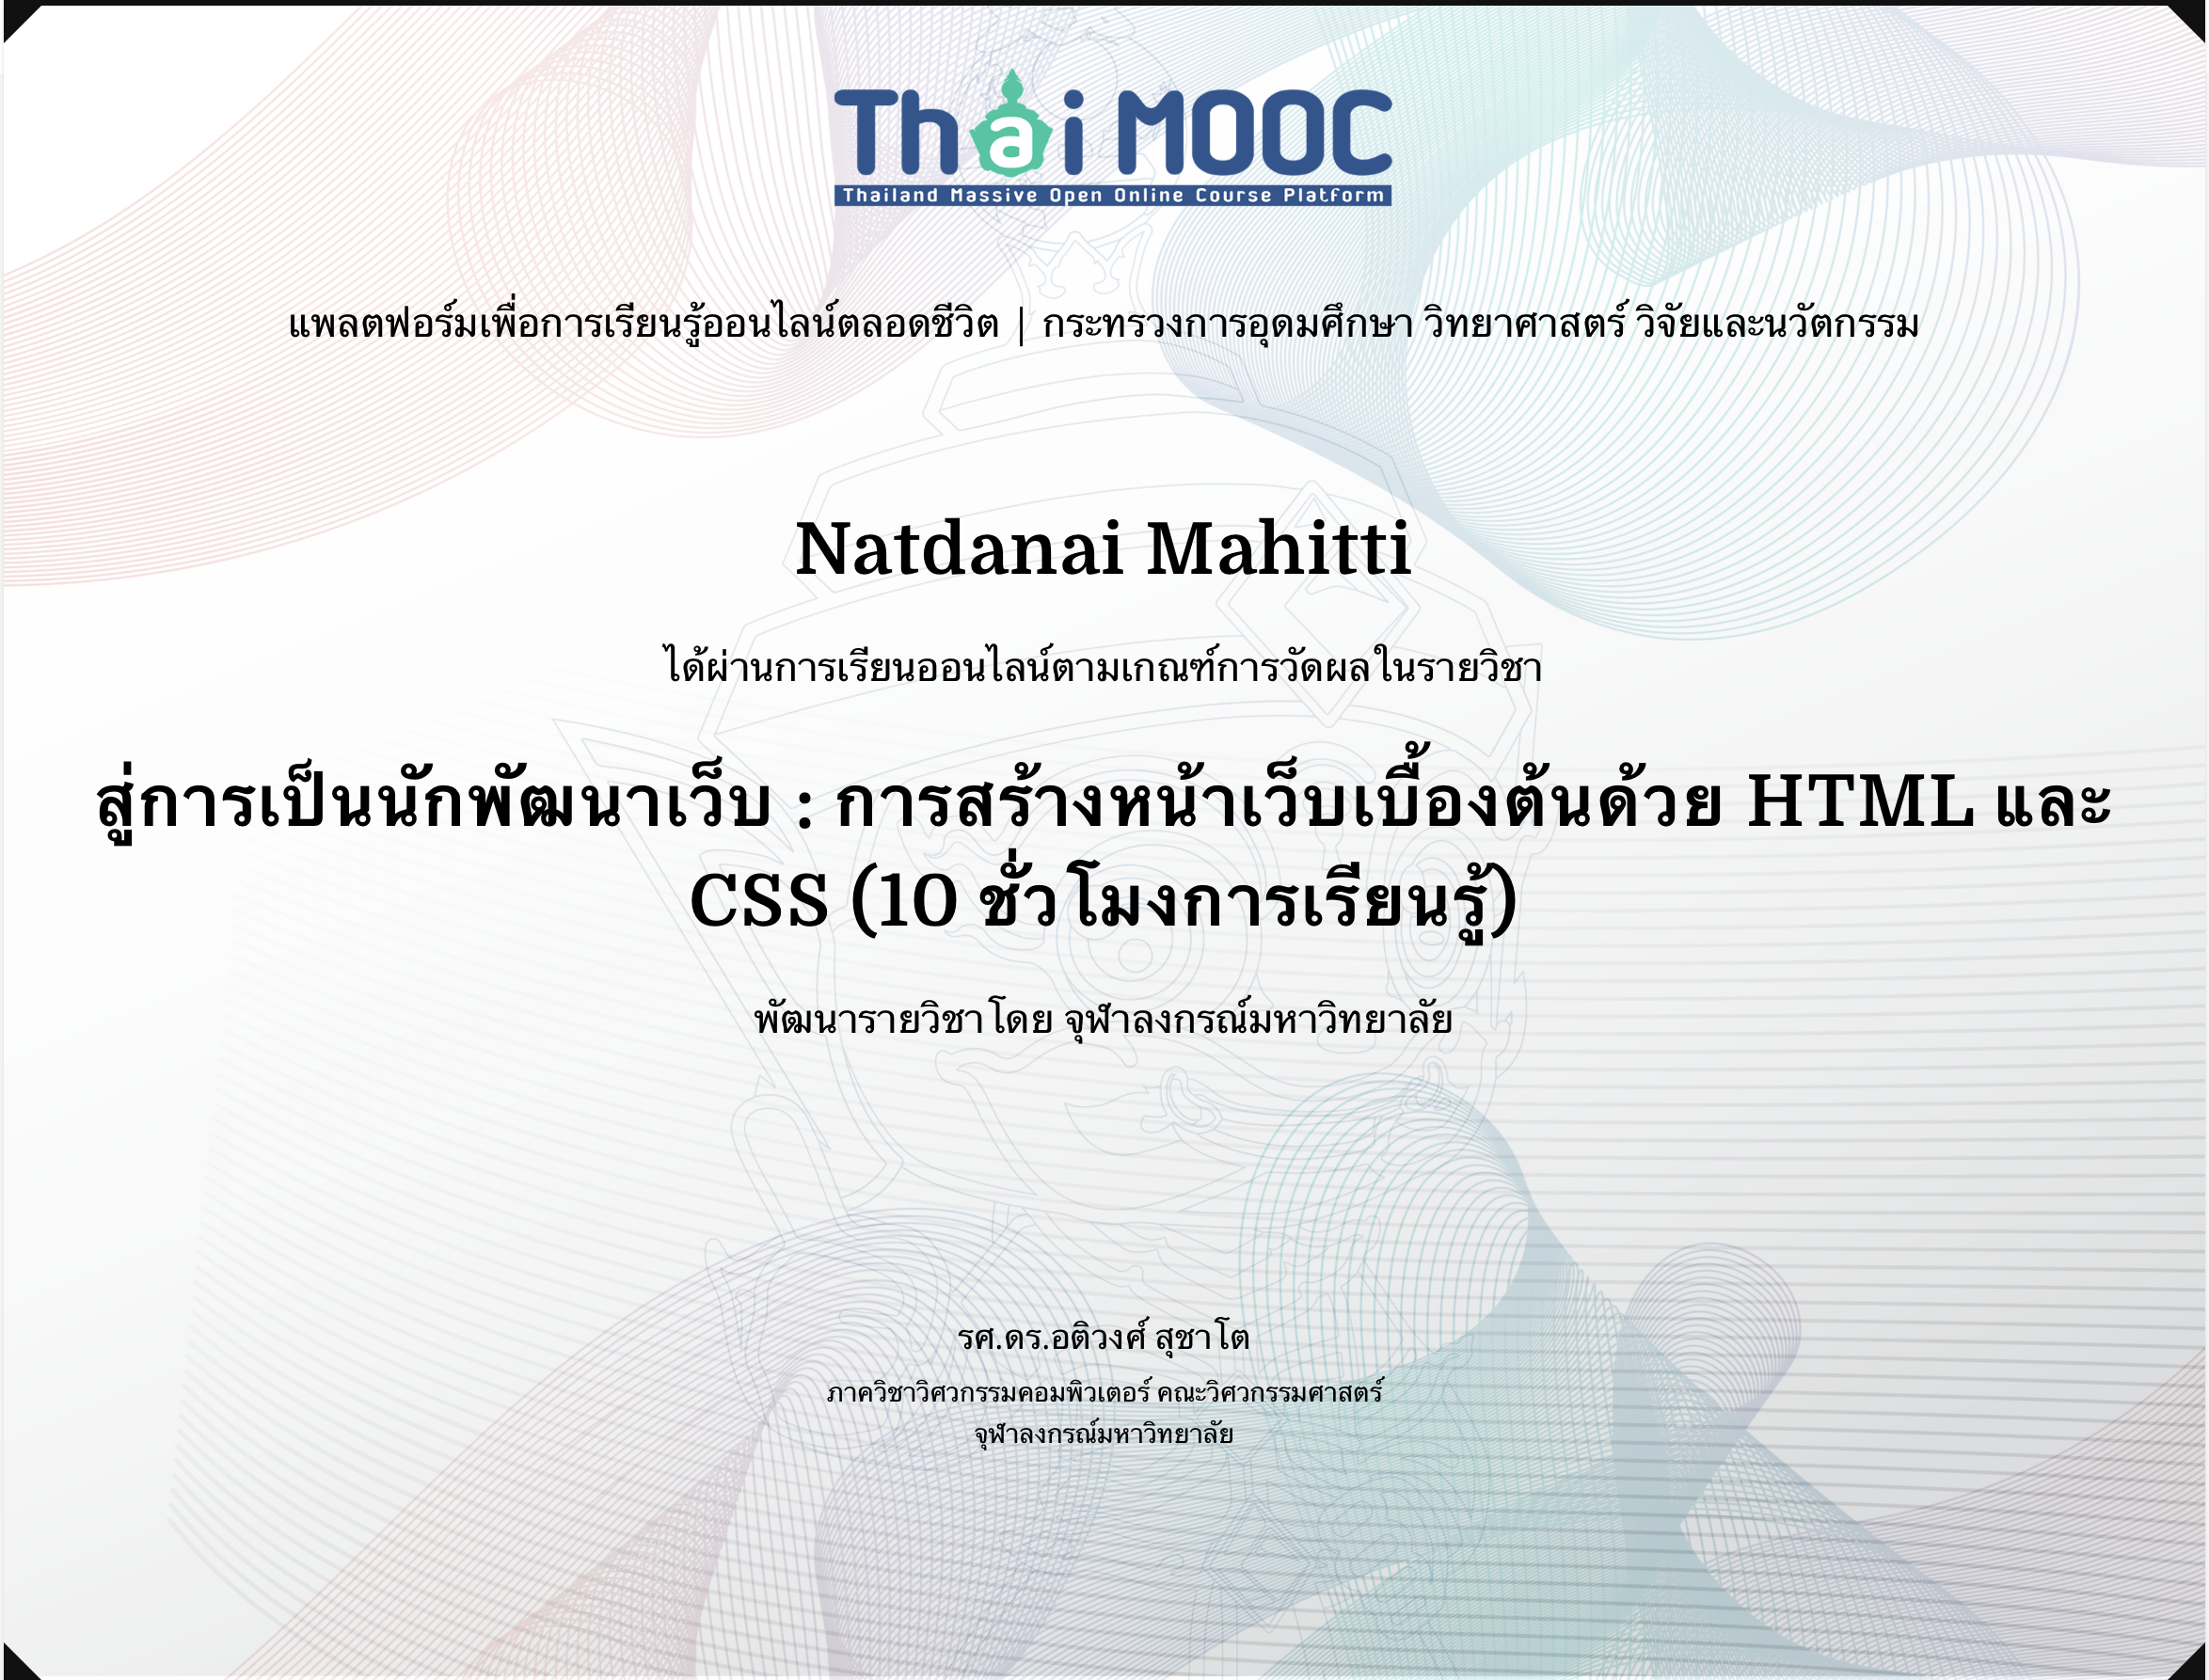 Thai MOOC
Thailand Massive Open Online Course Platform
แพลตฟอร์มเพื่อการเรียนรู้ออนไลน์ตลอดชีวิต | กระทรวงการอุดมศึกษา วิทยาศาสตร์ วิจัยและนวัตกรรม
Natdanai Mahitti
ได้ผ่านการเรียนออนไลน์ตามเกณฑ์การวัดผลในรายวิชา
สู่การเป็นนักพัฒนาเว็บ : การสร้างหน้าเว็บเบื้องต้นด้วย HTML และ
CSS (10 ชั่วโมงการเรียนรู้)
พัฒนารายวิชาโดย จุฬาลงกรณ์มหาวิทยาลัย
รศ.ดร.อติวงศ์ สุชาโต
ภาควิชาวิศวกรรมคอมพิวเตอร์ คณะวิศวกรรมศาสตร์
จุฬาลงกรณ์มหาวิทยาลัย